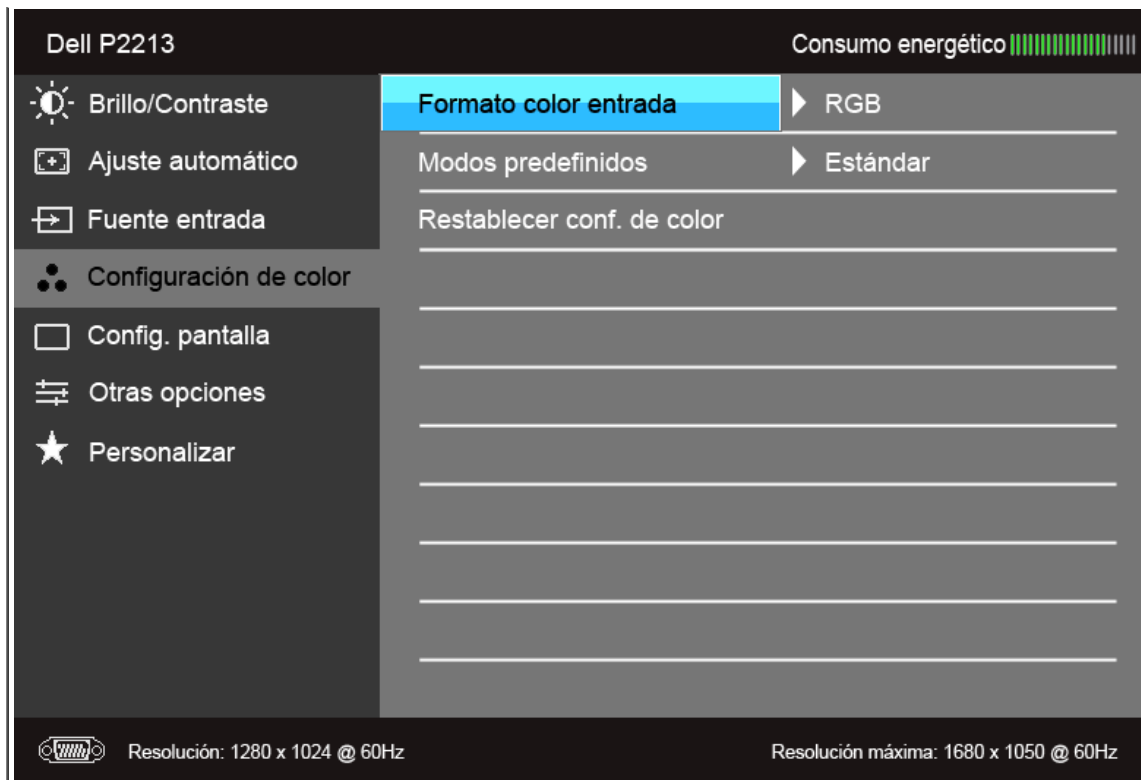 Dell P2213
Consumo energético
Brillo/Contraste
Ajuste automático
Fuente entrada
Configuración de color
Config. pantalla
Otras opciones
Personalizar
Formato color entrada RGB
Modos predefinidos Estándar
Restablecer conf. de color
Resolución: 1280 x 1024 @ 60Hz
Resolución máxima: 1680 x 1050 @ 60Hz